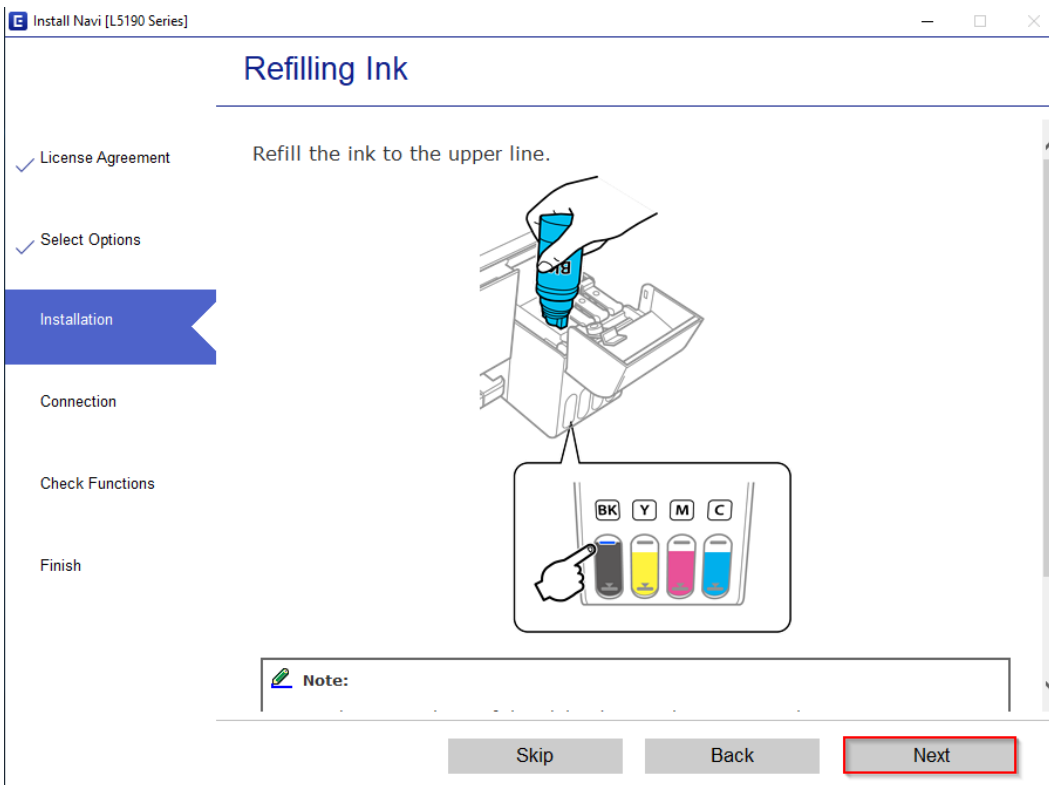 Install Navi [L5190 Series]
Refilling Ink
License Agreement
Select Options
Installation
Connection
Check Functions
Finish
Refill the ink to the upper line.
BK
BK Y M C
Note:
Skip Back Next